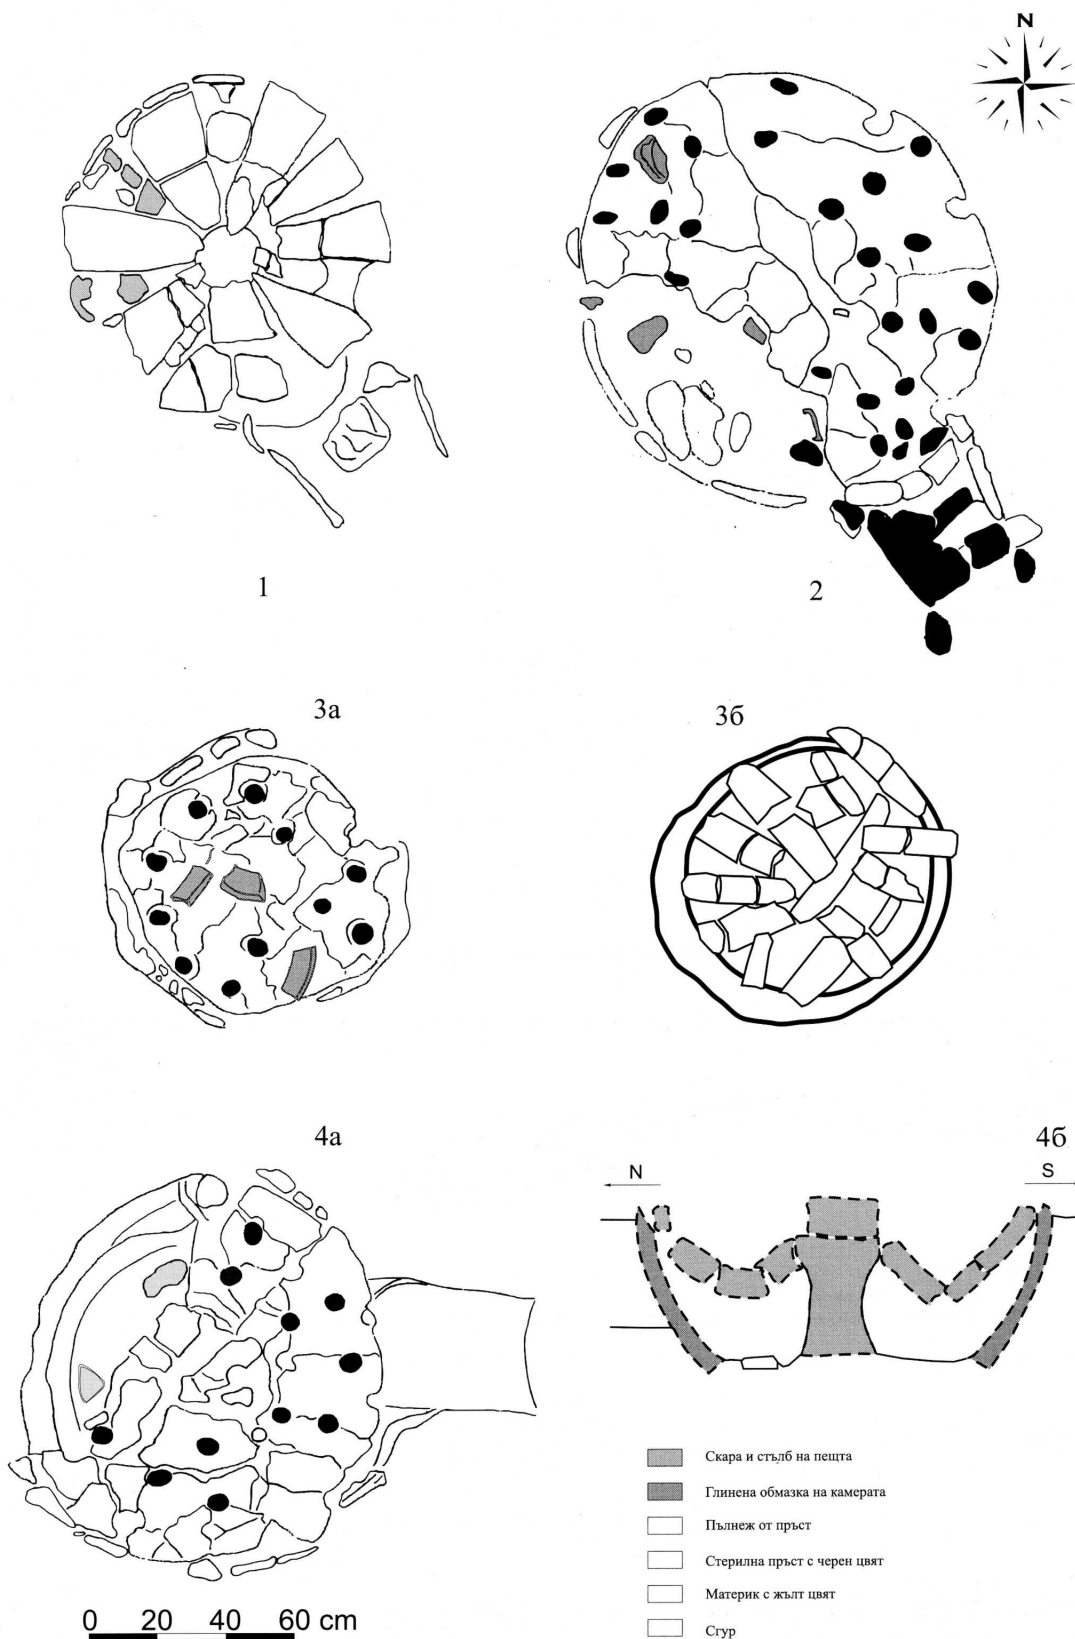 N
1
2
3а
3б
4а
4б
N
S
Скара и стълб на пещта
Глинена обмазка на камерата
Пълнеж от пръст
Стерилна пръст с черен цвят
Материк с жълт цвят
Сгур
0 20 40 60 cm